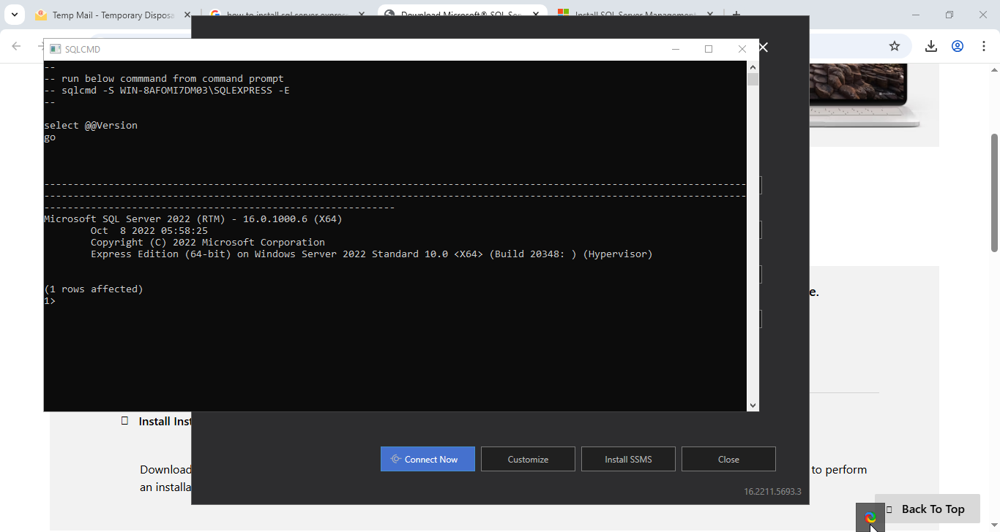 Temp Mail - Temporary Disposa
how to install sql server expres
Download Microsoft® SQL Ser
Install SQL Server Management
SQLCMD
--
-- run below commmand from command prompt
-- sqlcmd -S WIN-8AFOMI7DM03\SQLEXPRESS -E
--
select @@Version
go
------------------------------------------------------------------------------------------------------------------------
------------------------------------------------------------------------------------------------------------------------
------------------------------------------------------------
Microsoft SQL Server 2022 (RTM) - 16.0.1000.6 (X64)
Oct  8 2022 05:58:25
Copyright (C) 2022 Microsoft Corporation
Express Edition (64-bit) on Windows Server 2022 Standard 10.0 <X64> (Build 20348: ) (Hypervisor)
(1 rows affected)
1>
e.
Install Inst
Connect Now
Customize
Install SSMS
Close
Download
to perform
an installa
16.2211.5693.3
Back To Top